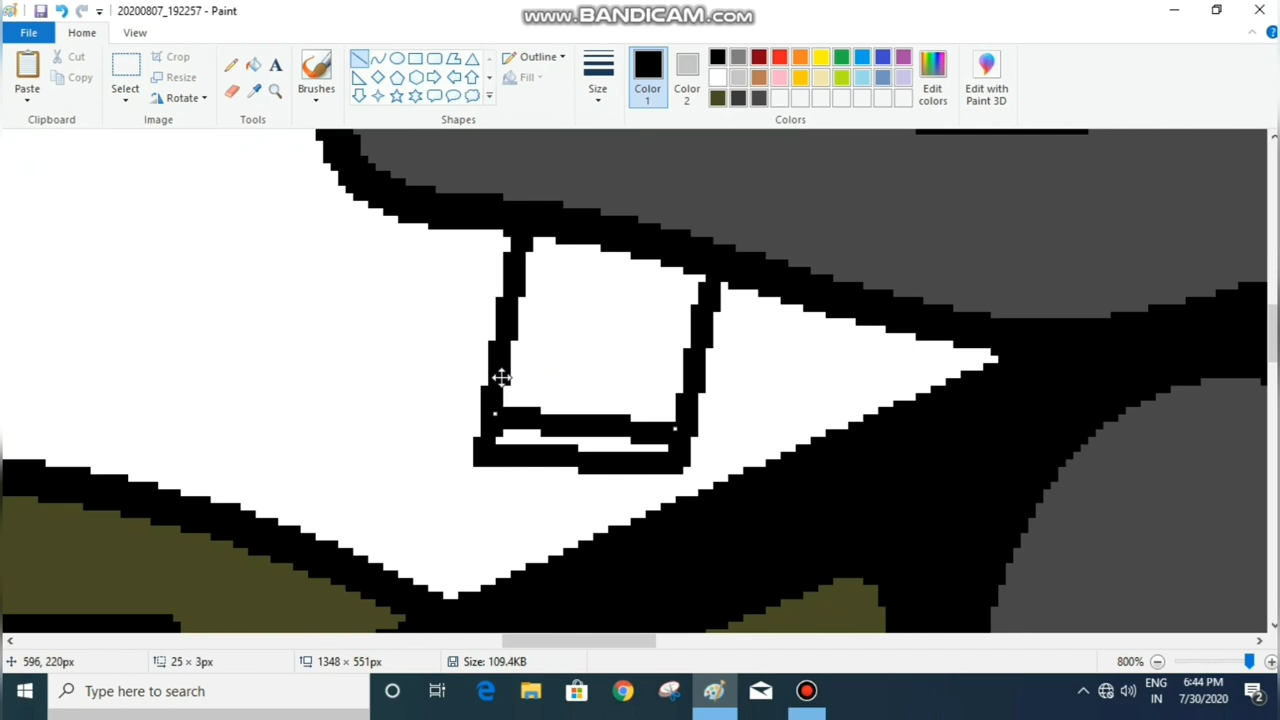 www.BANDICAM.com
20200807_192257 - Paint
File
Home
View
Paste
Cut
Copy
Clipboard
Select
Crop
Resize
Rotate
Image
A
Tools
Brushes
Shapes
Outline
Fill
Size
Color 1
Color 2
Edit colors
Colors
Edit with Paint 3D
596, 220px
25 × 3px
1348 × 551px
Size: 109.4KB
800%
Type here to search
ENG
IN
6:44 PM
7/30/2020
2